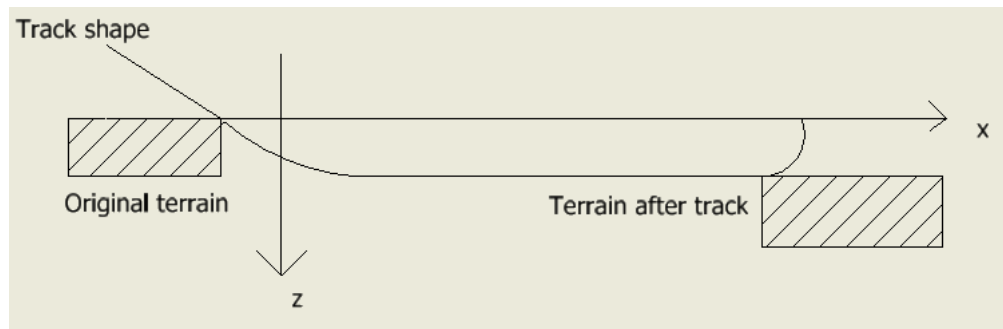 Track shape
x
Original terrain
Terrain after track
z